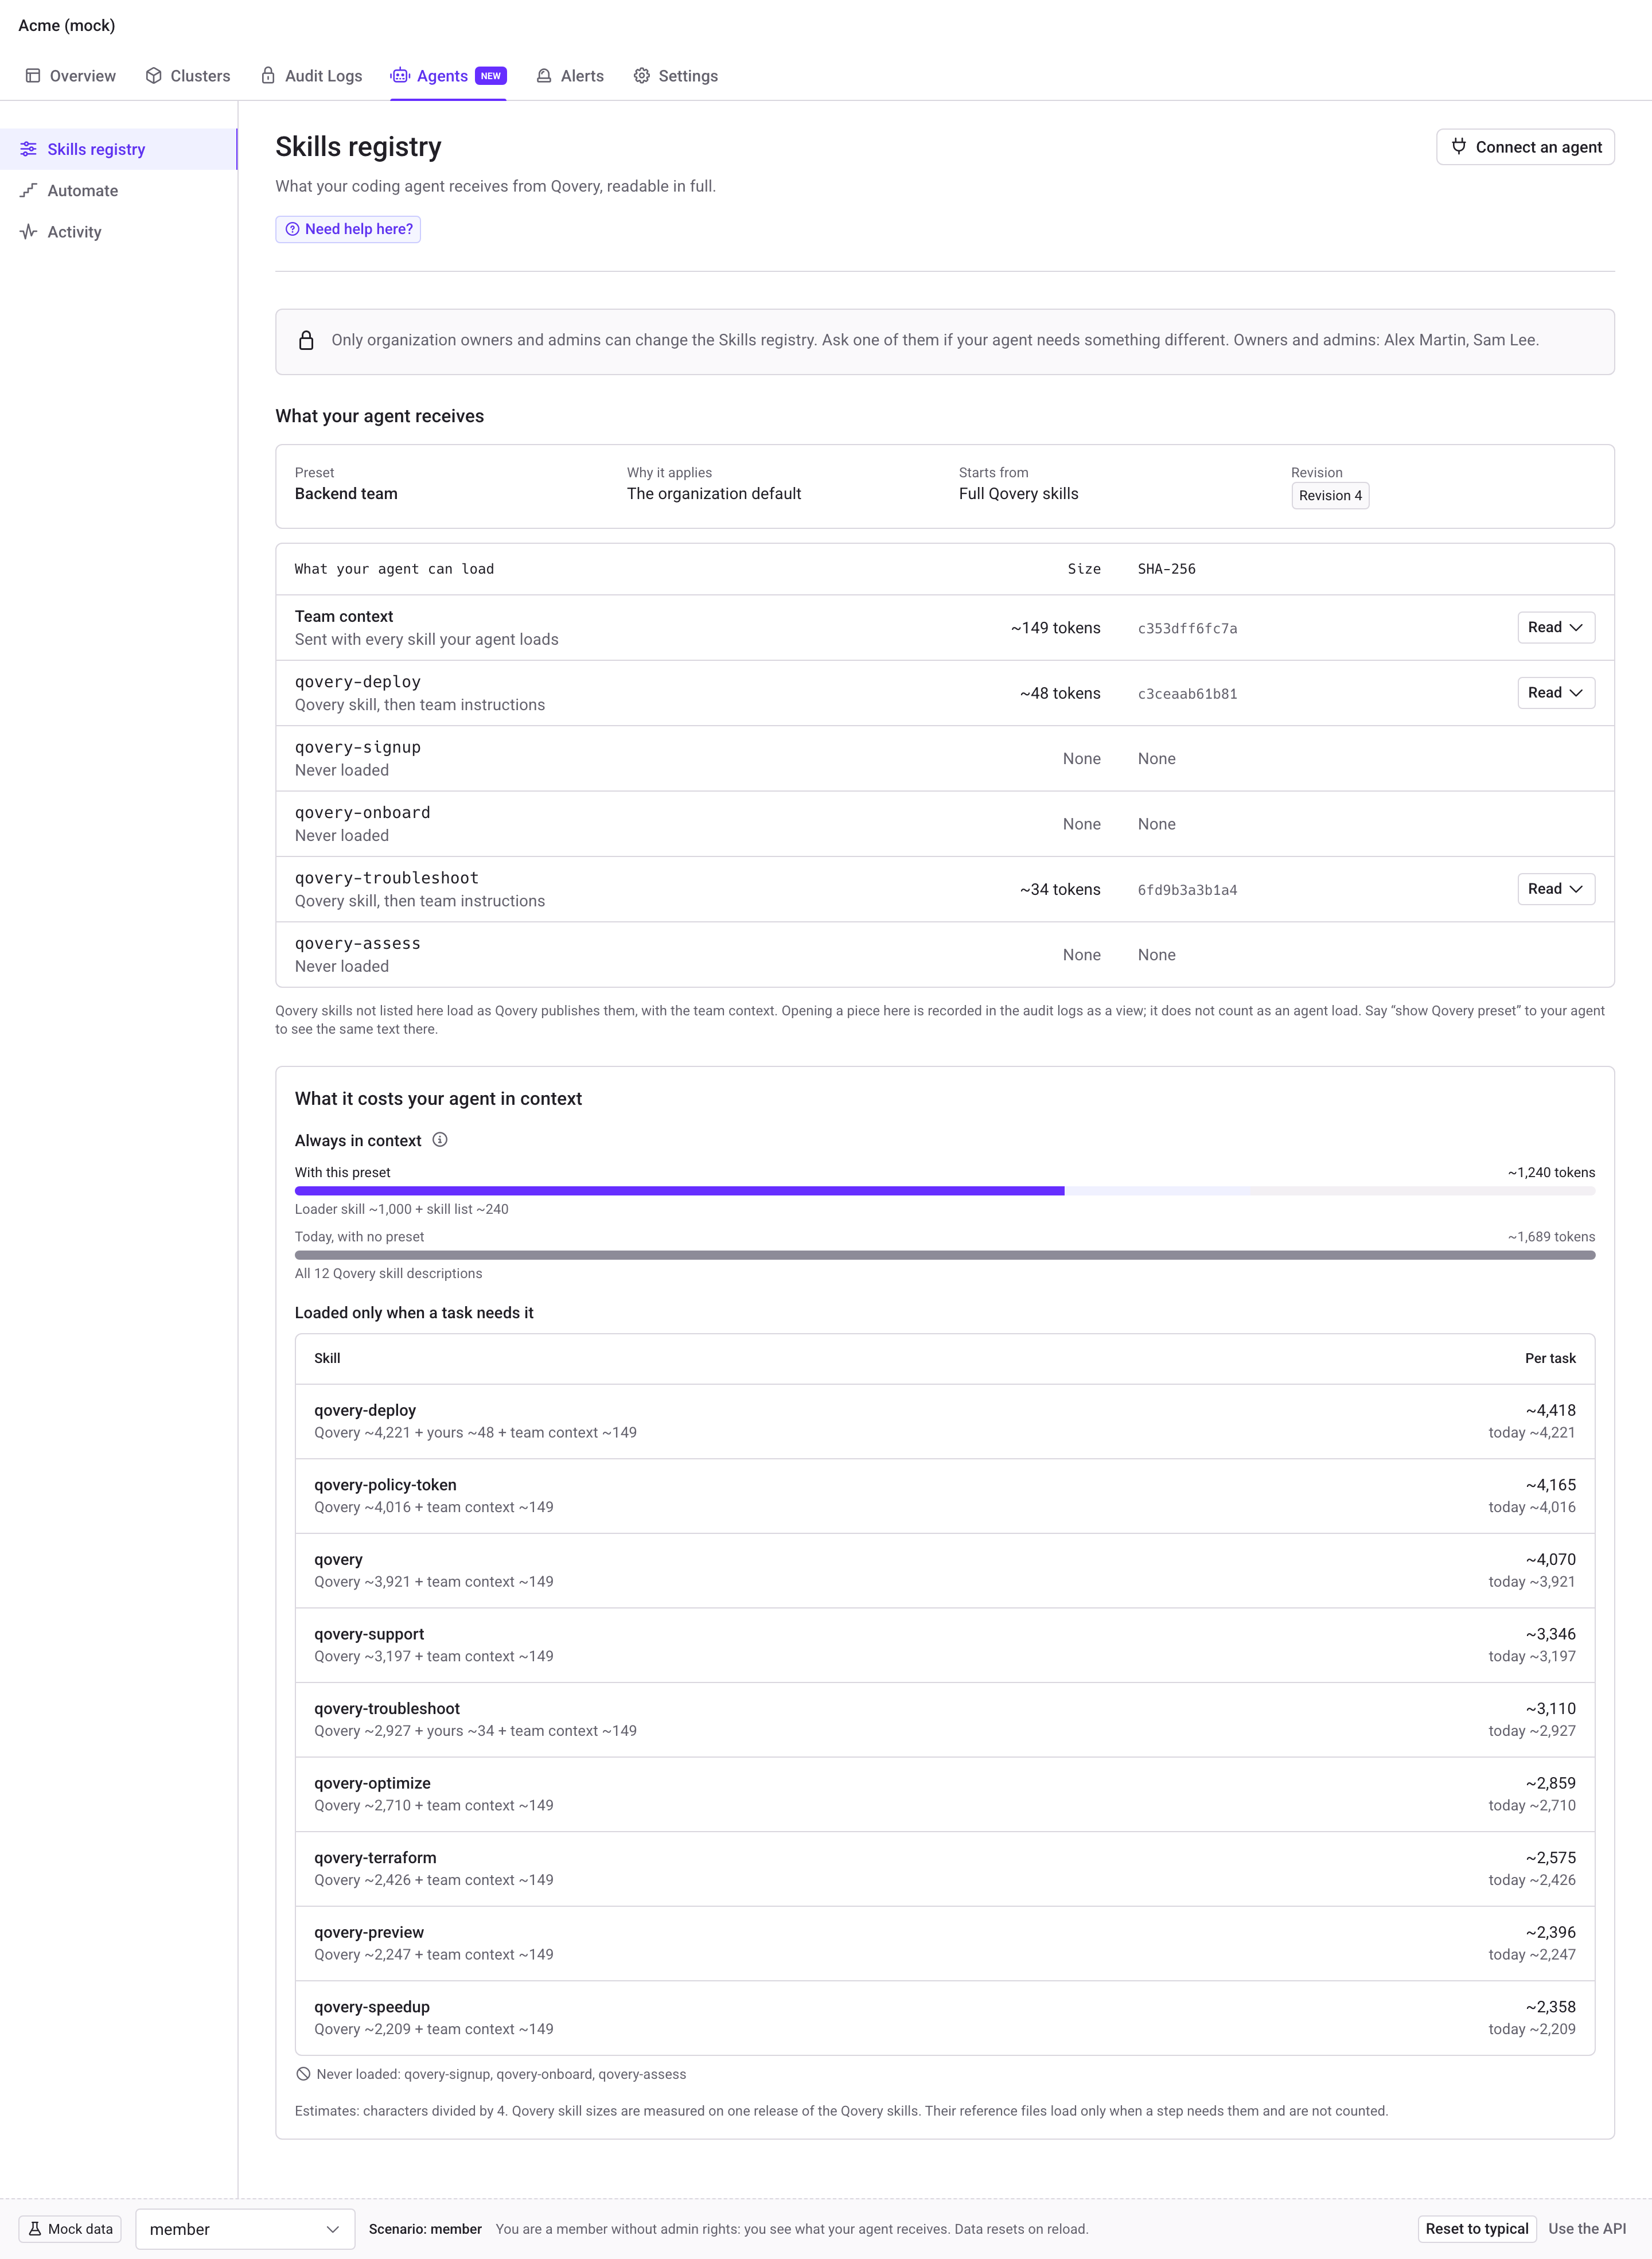 Acme (mock)
Overview
Clusters
Audit Logs
Agents NEW
Alerts
Settings
Skills registry
Automate
Activity
Skills registry
Connect an agent
What your coding agent receives from Qovery, readable in full.
Need help here?
Only organization owners and admins can change the Skills registry. Ask one of them if your agent needs something different. Owners and admins: Alex Martin, Sam Lee.
What your agent receives
Preset
Backend team
Why it applies
The organization default
Starts from
Full Qovery skills
Revision
Revision 4
What your agent can load Size SHA-256
Team context
Sent with every skill your agent loads
~149 tokens c353dff6fc7a Read
qovery-deploy
Qovery skill, then team instructions
~48 tokens c3ceaab61b81 Read
qovery-signup
Never loaded
None None
qovery-onboard
Never loaded
None None
qovery-troubleshoot
Qovery skill, then team instructions
~34 tokens 6fd9b3a3b1a4 Read
qovery-assess
Never loaded
None None
Qovery skills not listed here load as Qovery publishes them, with the team context. Opening a piece here is recorded in the audit logs as a view; it does not count as an agent load. Say “show Qovery preset” to your agent
to see the same text there.
What it costs your agent in context
Always in context
With this preset ~1,240 tokens
Loader skill ~1,000 + skill list ~240
Today, with no preset ~1,689 tokens
All 12 Qovery skill descriptions
Loaded only when a task needs it
Skill Per task
qovery-deploy ~4,418
Qovery ~4,221 + yours ~48 + team context ~149 today ~4,221
qovery-policy-token ~4,165
Qovery ~4,016 + team context ~149 today ~4,016
qovery ~4,070
Qovery ~3,921 + team context ~149 today ~3,921
qovery-support ~3,346
Qovery ~3,197 + team context ~149 today ~3,197
qovery-troubleshoot ~3,110
Qovery ~2,927 + yours ~34 + team context ~149 today ~2,927
qovery-optimize ~2,859
Qovery ~2,710 + team context ~149 today ~2,710
qovery-terraform ~2,575
Qovery ~2,426 + team context ~149 today ~2,426
qovery-preview ~2,396
Qovery ~2,247 + team context ~149 today ~2,247
qovery-speedup ~2,358
Qovery ~2,209 + team context ~149 today ~2,209
Never loaded: qovery-signup, qovery-onboard, qovery-assess
Estimates: characters divided by 4. Qovery skill sizes are measured on one release of the Qovery skills. Their reference files load only when a step needs them and are not counted.
Mock data
member
Scenario: member You are a member without admin rights: you see what your agent receives. Data resets on reload.
Reset to typical
Use the API